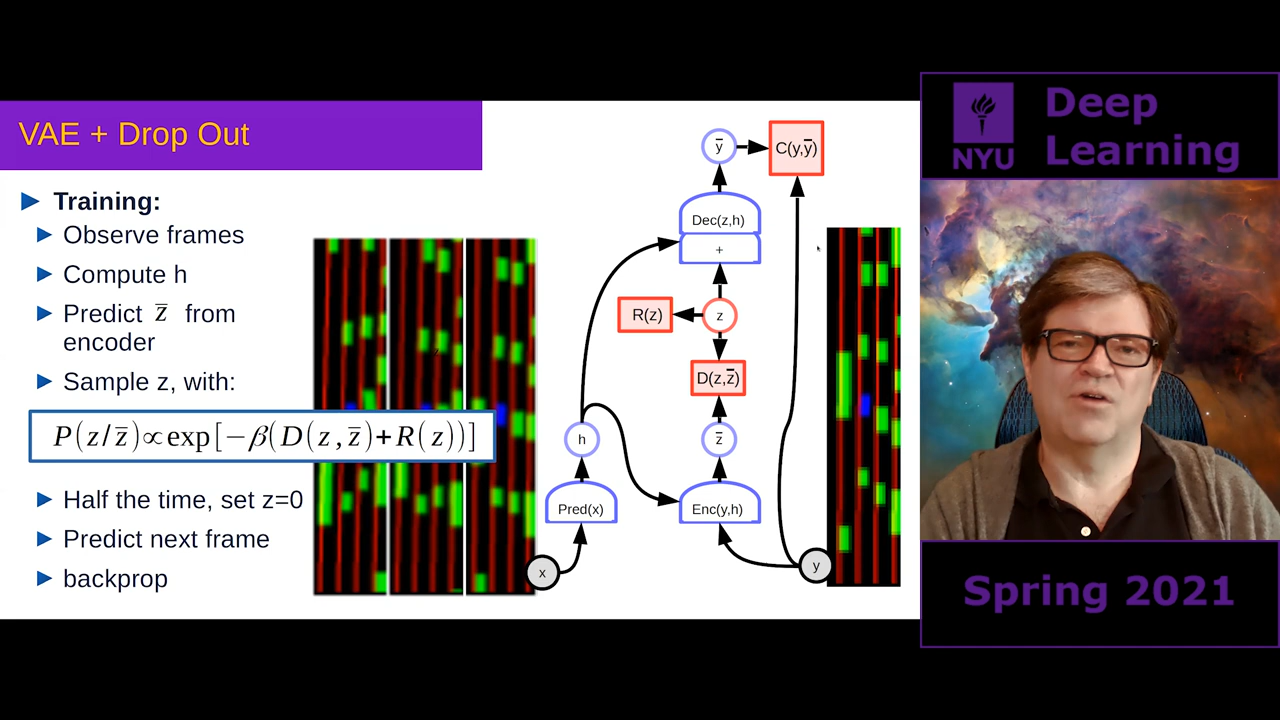 VAE + Drop Out
Training:
Observe frames
Compute h
Predict z̄ from
encoder
Sample z, with:
P(z/z̄)∝exp[−β(D(z,z̄)+R(z))]
Half the time, set z=0
Predict next frame
backprop
ȳ
C(y,ȳ)
Dec(z,h)
+
R(z)
z
D(z,z̄)
h
z̄
Pred(x)
Enc(y,h)
x
y
NYU
Deep
Learning
Spring 2021